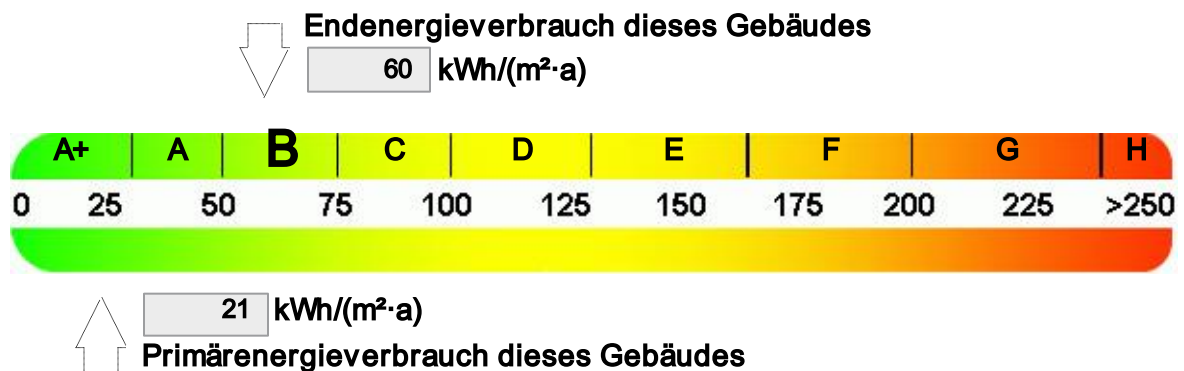 Endenergieverbrauch dieses Gebäudes
60 kWh/(m²·a)
A+ A B C D E F G H
0 25 50 75 100 125 150 175 200 225 >250
21 kWh/(m²·a)
Primärenergieverbrauch dieses Gebäudes